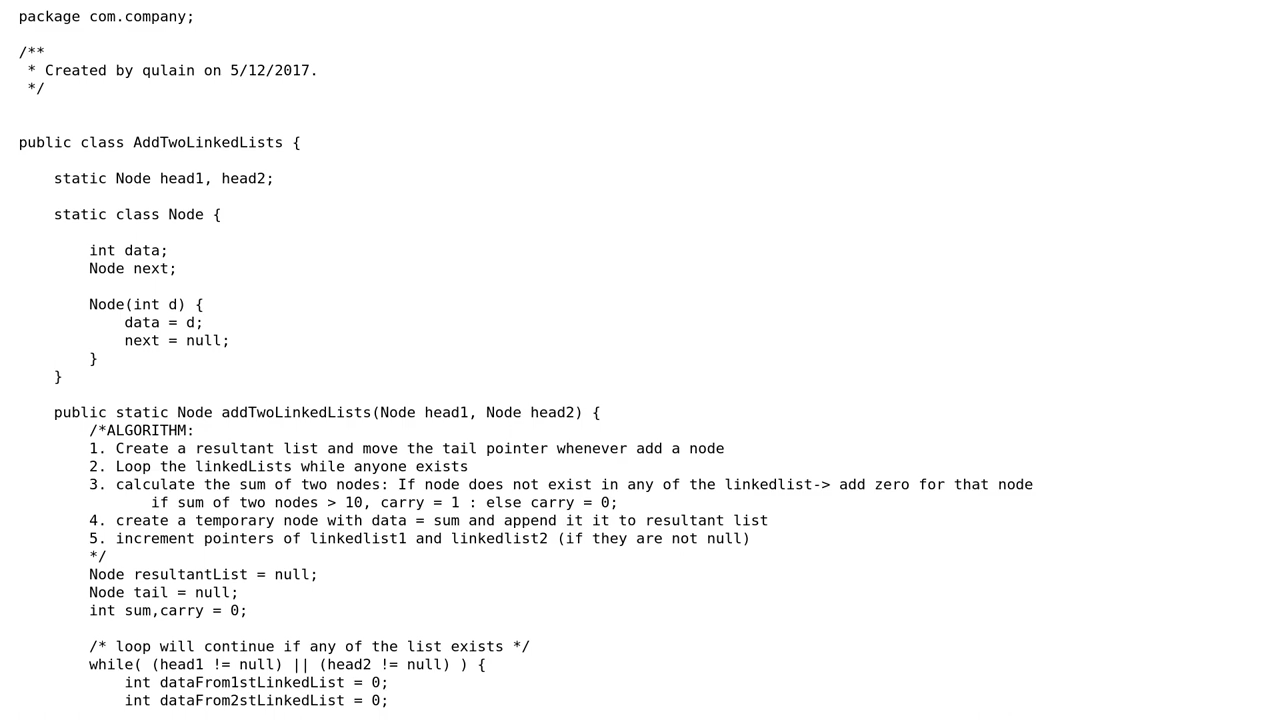 package com.company;
/**
 * Created by qulain on 5/12/2017.
 */
public class AddTwoLinkedLists {
    static Node head1, head2;
    static class Node {
        int data;
        Node next;
        Node(int d) {
            data = d;
            next = null;
        }
    }
    public static Node addTwoLinkedLists(Node head1, Node head2) {
        /*ALGORITHM:
        1. Create a resultant list and move the tail pointer whenever add a node
        2. Loop the linkedLists while anyone exists
        3. calculate the sum of two nodes: If node does not exist in any of the linkedlist-> add zero for that node
               if sum of two nodes > 10, carry = 1 : else carry = 0;
        4. create a temporary node with data = sum and append it it to resultant list
        5. increment pointers of linkedlist1 and linkedlist2 (if they are not null)
        */
        Node resultantList = null;
        Node tail = null;
        int sum,carry = 0;
        /* loop will continue if any of the list exists */
        while( (head1 != null) || (head2 != null) ) {
            int dataFrom1stLinkedList = 0;
            int dataFrom2stLinkedList = 0;